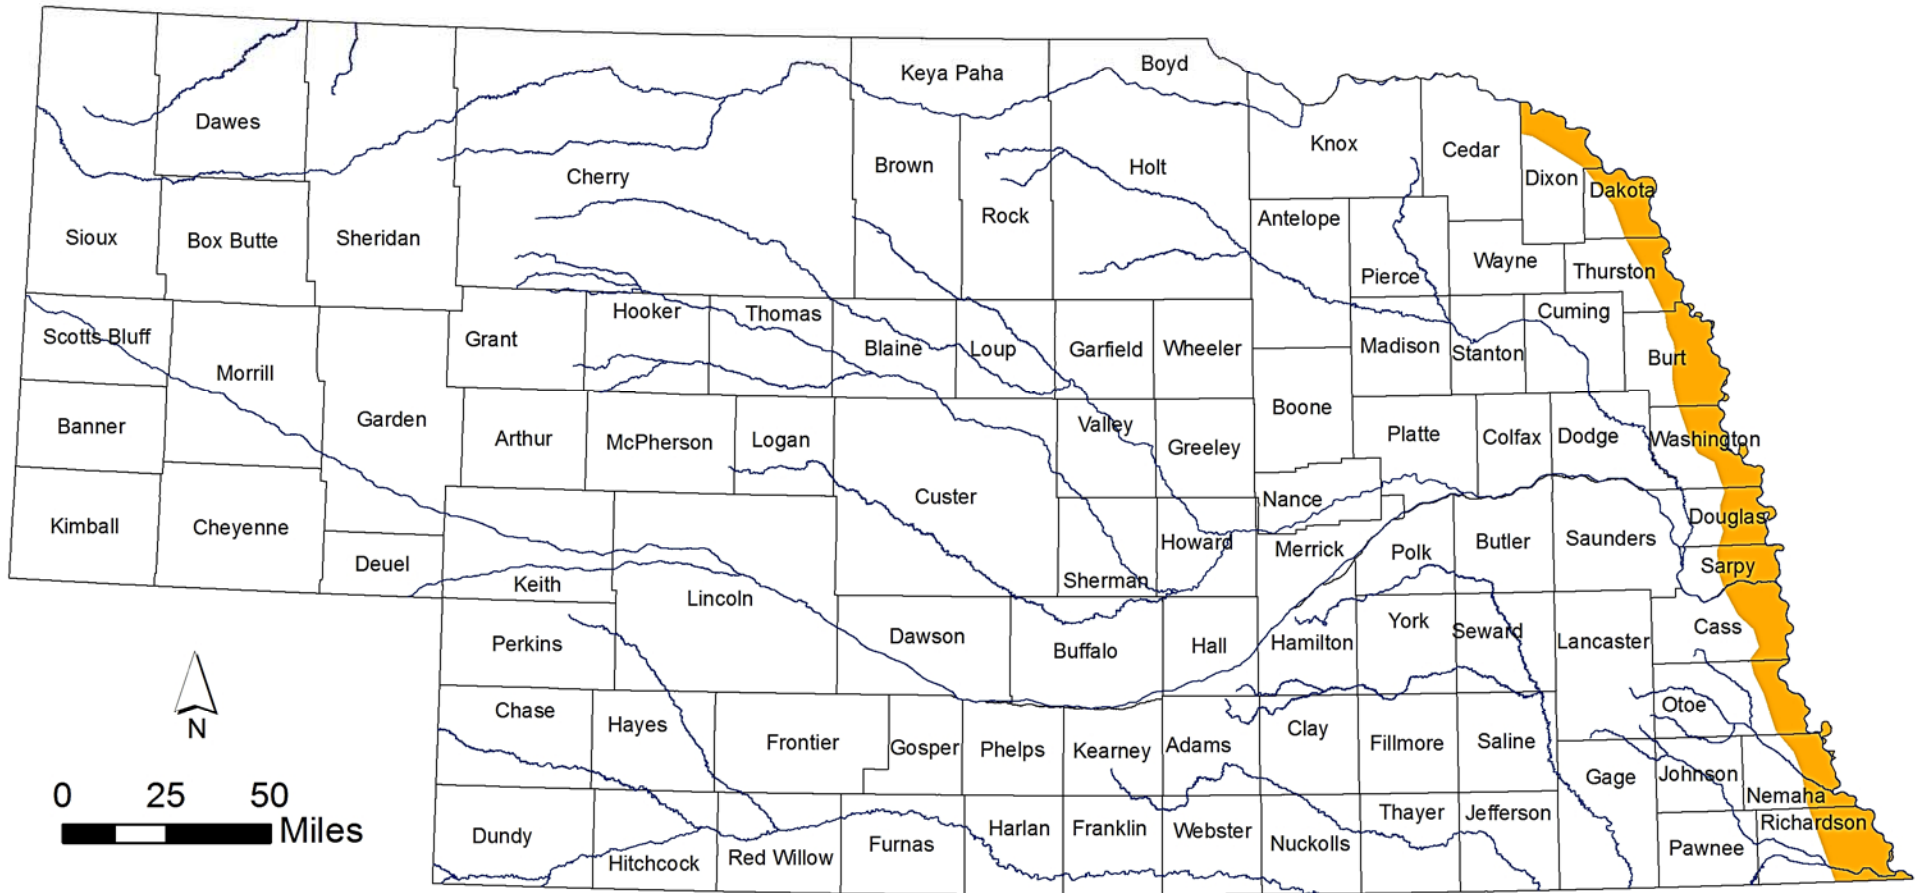 Keya Paha
Boyd
Dawes
Knox
Cedar
Brown
Holt
Cherry
Dixon
Dakota
Rock
Antelope
Sioux
Box Butte
Sheridan
Wayne
Pierce
Thurston
Hooker
Thomas
Cuming
Scotts Bluff
Grant
Blaine
Loup
Garfield
Wheeler
Madison
Stanton
Burt
Morrill
Boone
Garden
Banner
Arthur
McPherson
Logan
Valley
Greeley
Platte
Colfax
Dodge
Washington
Custer
Nance
Kimball
Cheyenne
Douglas
Howard
Merrick
Polk
Butler
Saunders
Deuel
Keith
Sherman
Sarpy
Lincoln
Perkins
Dawson
Buffalo
Hall
Hamilton
York
Seward
Lancaster
Cass
N
Chase
Hayes
Frontier
Gosper
Phelps
Kearney
Adams
Clay
Fillmore
Saline
Otoe
Gage
Johnson
Nemaha
0 25 50
Miles
Dundy
Hitchcock
Red Willow
Furnas
Harlan
Franklin
Webster
Nuckolls
Thayer
Jefferson
Pawnee
Richardson